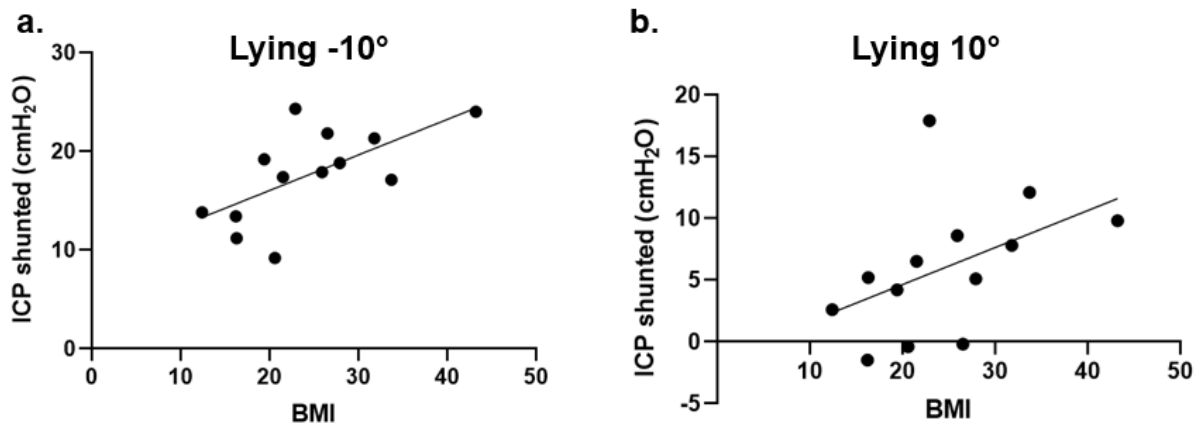 a.
Lying -10°
ICP shunted (cmH₂O)
30
20
10
0
0 10 20 30 40 50
BMI
b.
Lying 10°
ICP shunted (cmH₂O)
20
15
10
5
0
-5
10 20 30 40 50
BMI